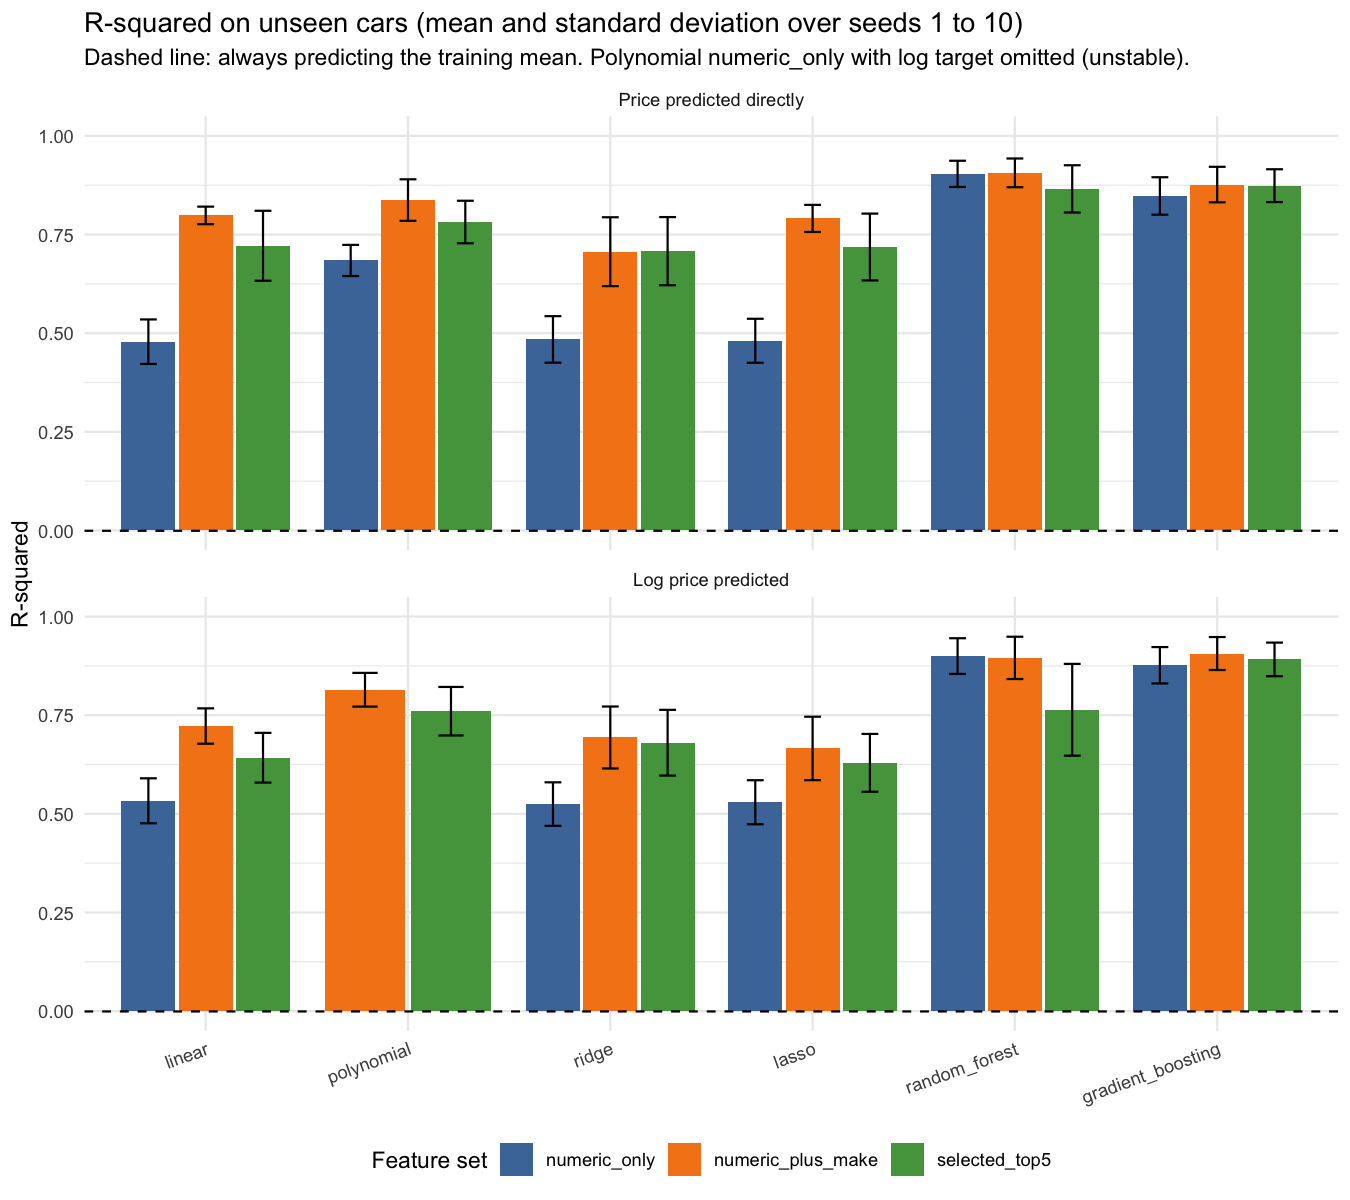 R-squared on unseen cars (mean and standard deviation over seeds 1 to 10)
Dashed line: always predicting the training mean. Polynomial numeric_only with log target omitted (unstable).
Price predicted directly
1.00
0.75
0.50
0.25
0.00
R-squared
Log price predicted
1.00
0.75
0.50
0.25
0.00
linear
polynomial
ridge
lasso
random_forest
gradient_boosting
Feature set
numeric_only
numeric_plus_make
selected_top5